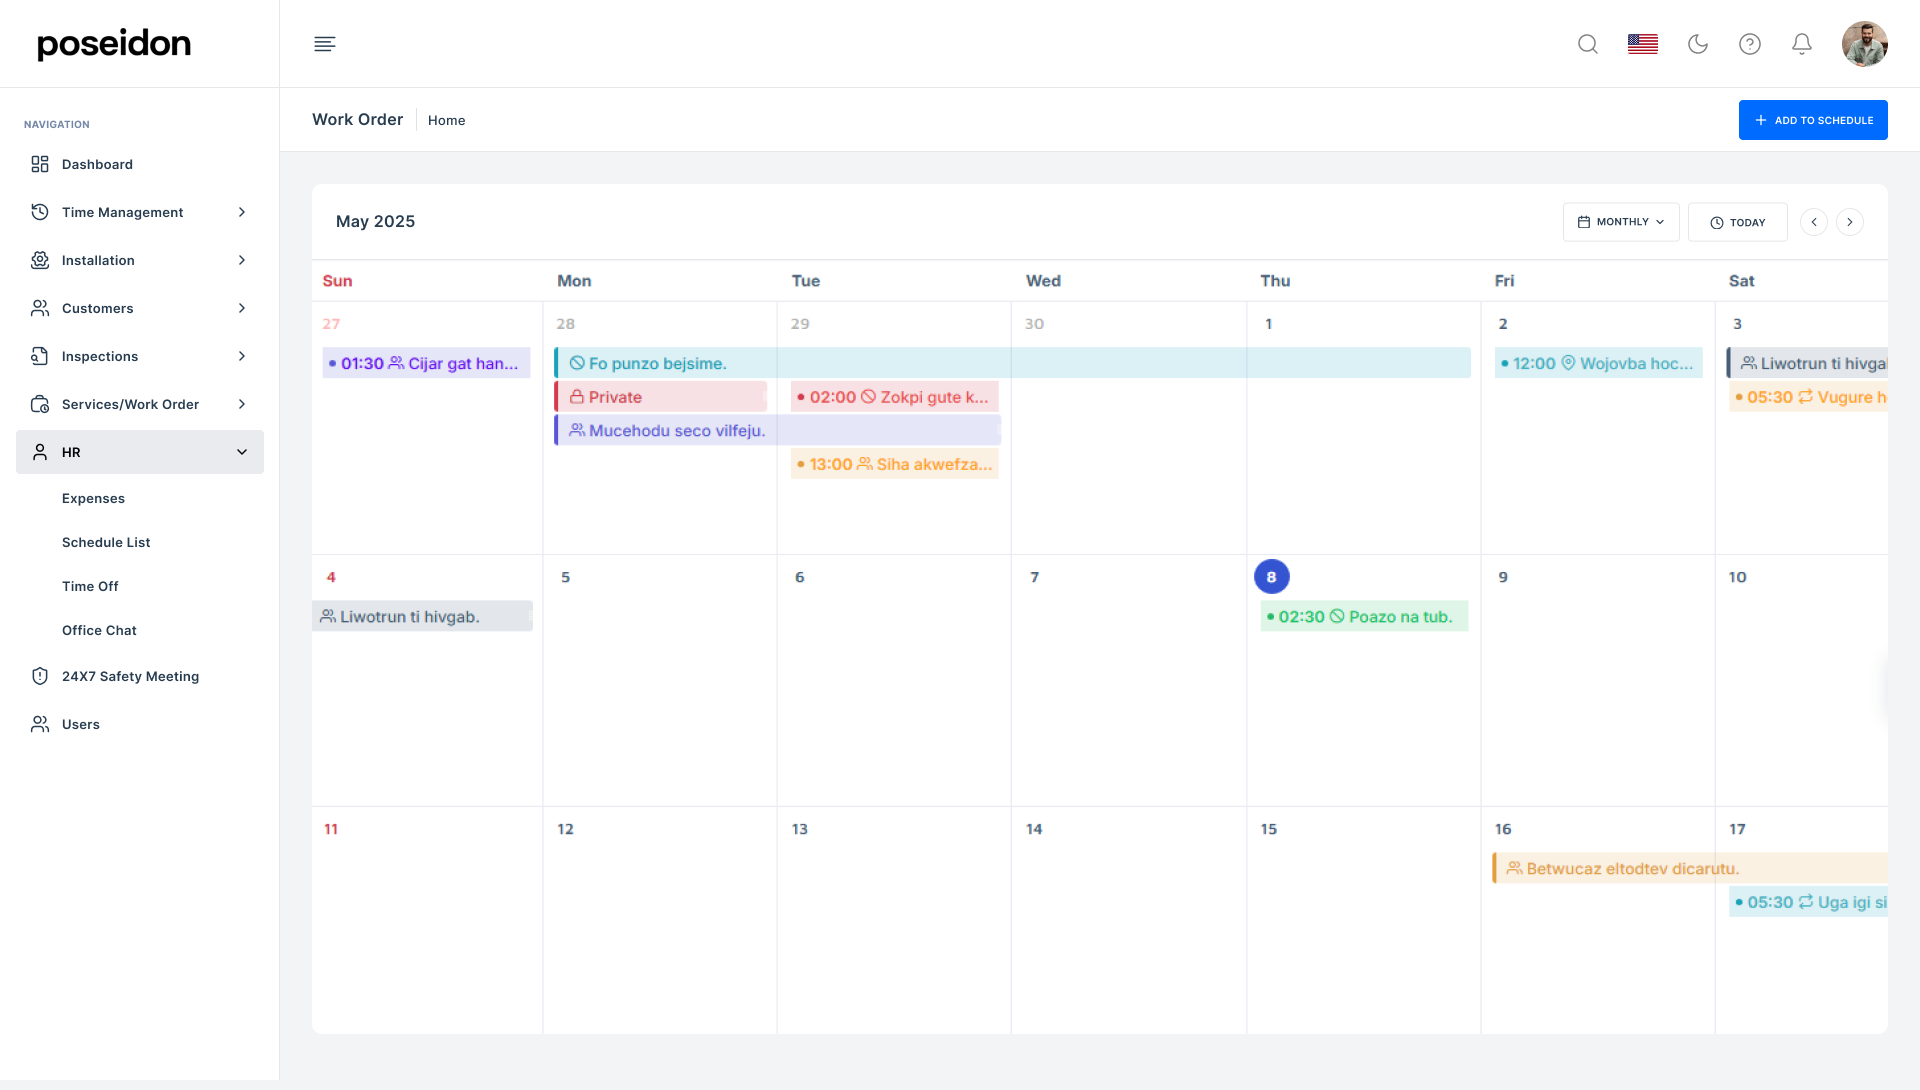 poseidon
NAVIGATION
Dashboard
Time Management
Installation
Customers
Inspections
Services/Work Order
HR
Expenses
Schedule List
Time Off
Office Chat
24X7 Safety Meeting
Users
Work Order
Home
ADD TO SCHEDULE
May 2025
MONTHLY
TODAY
Sun Mon Tue Wed Thu Fri Sat
27 28 29 30 1 2 3
01:30 Cijar gat han...
Fo punzo bejsime.
12:00 Wojovba hoc...
Liwotrun ti hivgab
Private
02:00 Zokpi gute k...
05:30 Vugure h
Mucehodu seco vilfeju.
13:00 Siha akwefza...
4 5 6 7 8 9 10
Liwotrun ti hivgab.
02:30 Poazo na tub.
11 12 13 14 15 16 17
Betwucaz eltodtev dicarutu.
05:30 Uga igi si